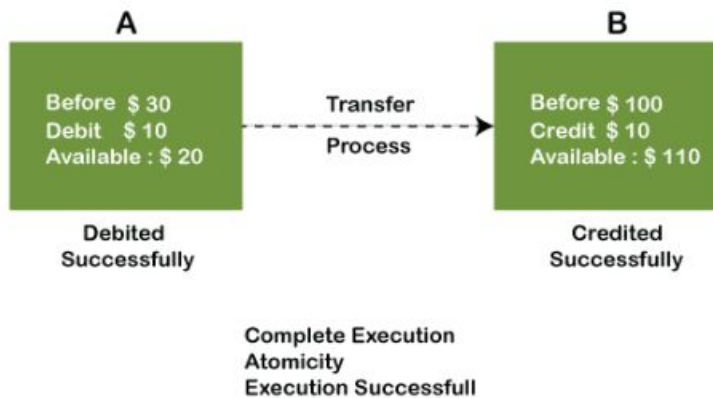 A
Before $ 30
Debit $ 10
Available : $ 20
Debited
Successfully
Transfer
Process
B
Before $ 100
Credit $ 10
Available : $ 110
Credited
Successfully
Complete Execution
Atomicity
Execution Successfull